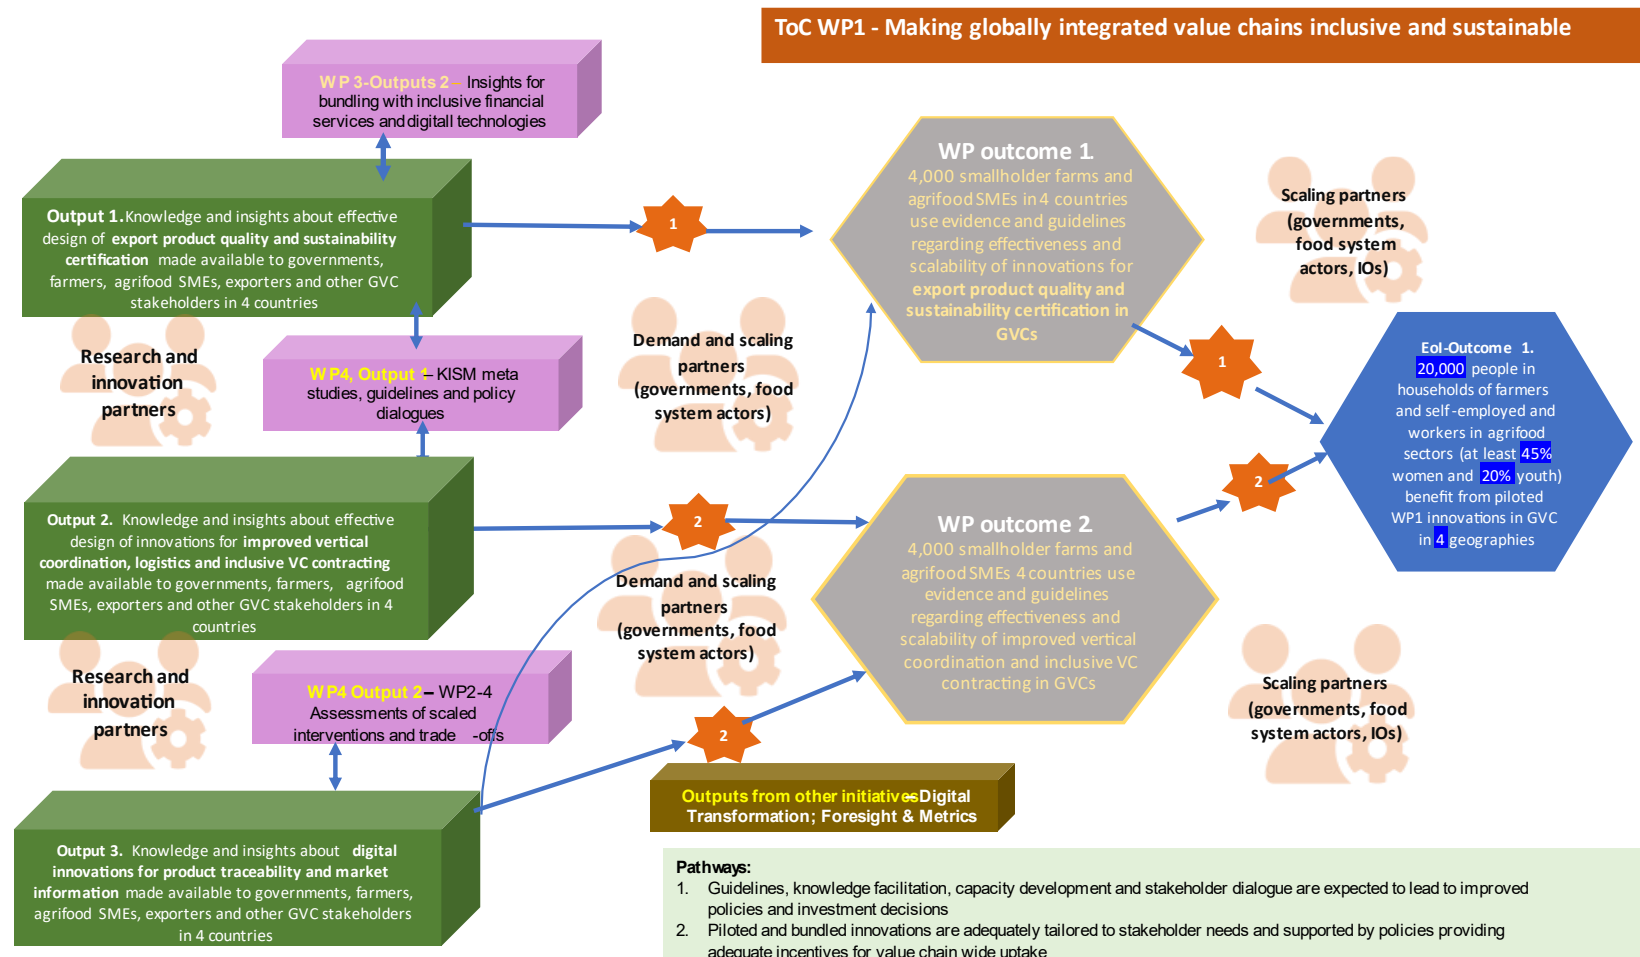 ToC WP1 - Making globally integrated value chains inclusive and sustainable
WP 3-Outputs 2 – Insights for
bundling with inclusive financial
services and digitall technologies
Output 1. Knowledge and insights about effective
design of export product quality and sustainability
certification made available to governments,
farmers, agrifood SMEs, exporters and other GVC
stakeholders in 4 countries
Research and
innovation
partners
WP4, Output 1 – KISM meta
studies, guidelines and policy
dialogues
Output 2. Knowledge and insights about effective
design of innovations for improved vertical
coordination, logistics and inclusive VC contracting
made available to governments, farmers, agrifood
SMEs, exporters and other GVC stakeholders in 4
countries
Research and
innovation
partners
WP4 Output 2 – WP2-4
Assessments of scaled
interventions and trade -offs
Output 3. Knowledge and insights about digital
innovations for product traceability and market
information made available to governments, farmers,
agrifood SMEs, exporters and other GVC stakeholders
in 4 countries
1
Demand and scaling
partners
(governments, food
system actors)
2
Demand and scaling
partners
(governments, food
system actors)
2
Outputs from other initiatives – Digital
Transformation; Foresight & Metrics
WP outcome 1.
4,000 smallholder farms and
agrifood SMEs in 4 countries
use evidence and guidelines
regarding effectiveness and
scalability of innovations for
export product quality and
sustainability certification in
GVCs
WP outcome 2.
4,000 smallholder farms and
agrifood SMEs 4 countries use
evidence and guidelines
regarding effectiveness and
scalability of improved vertical
coordination and inclusive VC
contracting in GVCs
Scaling partners
(governments,
food system
actors, IOs)
1
2
EoI-Outcome 1.
20,000 people in
households of farmers
and self-employed and
workers in agrifood
sectors (at least 45%
women and 20% youth)
benefit from piloted
WP1 innovations in GVC
in 4 geographies
Scaling partners
(governments, food
system actors, IOs)
Pathways:
1. Guidelines, knowledge facilitation, capacity development and stakeholder dialogue are expected to lead to improved
policies and investment decisions
2. Piloted and bundled innovations are adequately tailored to stakeholder needs and supported by policies providing
adequate incentives for value chain wide uptake